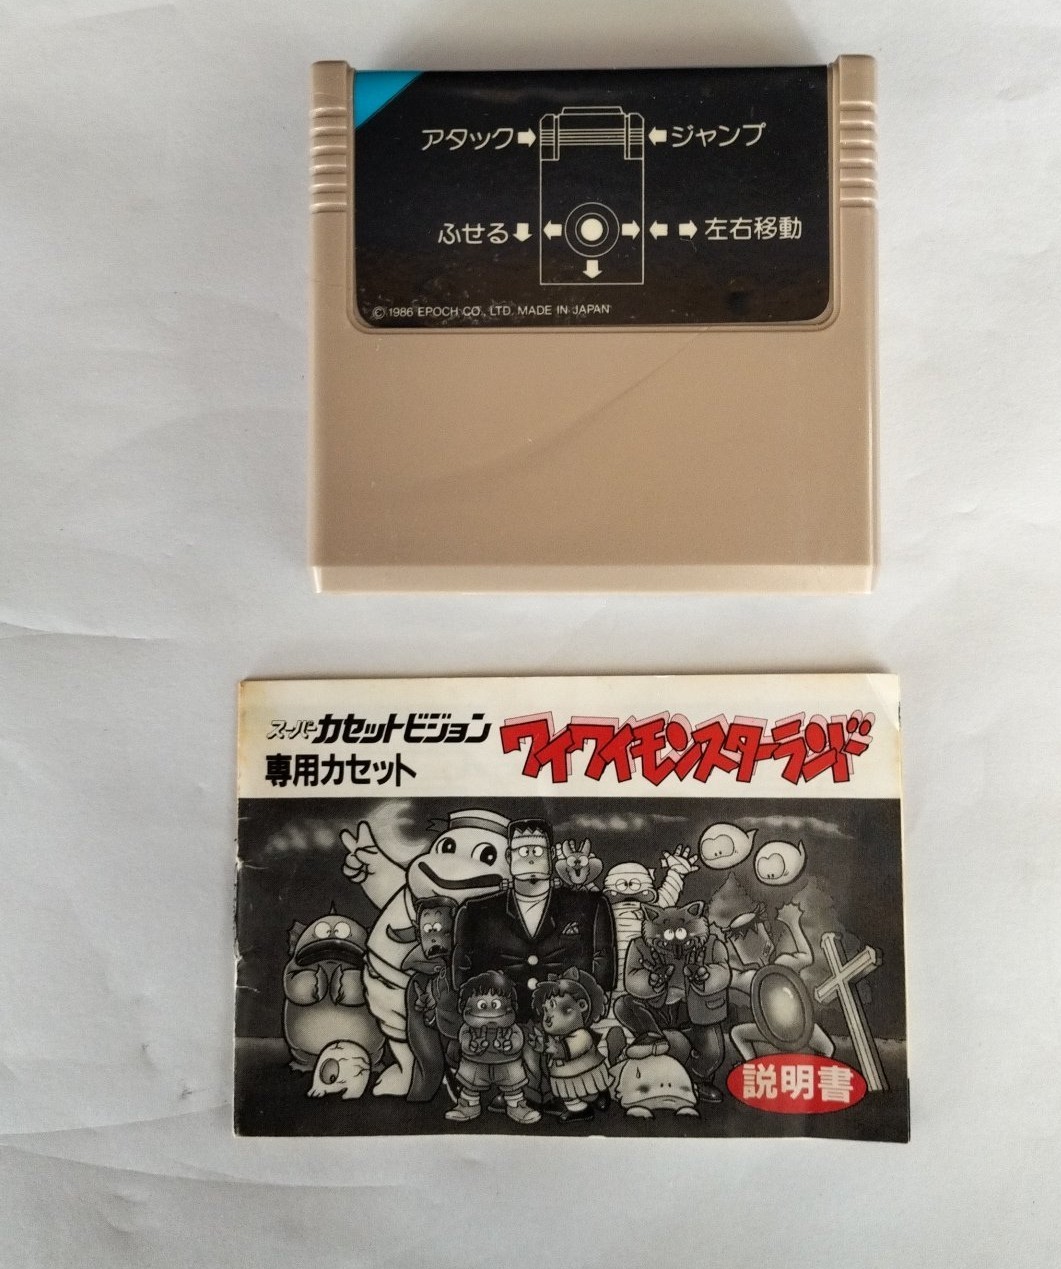 アタック ジャンプ
ふせる 左右移動
©1986 EPOCH CO., LTD. MADE IN JAPAN
スーパーカセットビジョン
専用カセット
ワイワイモンスターランド
説明書